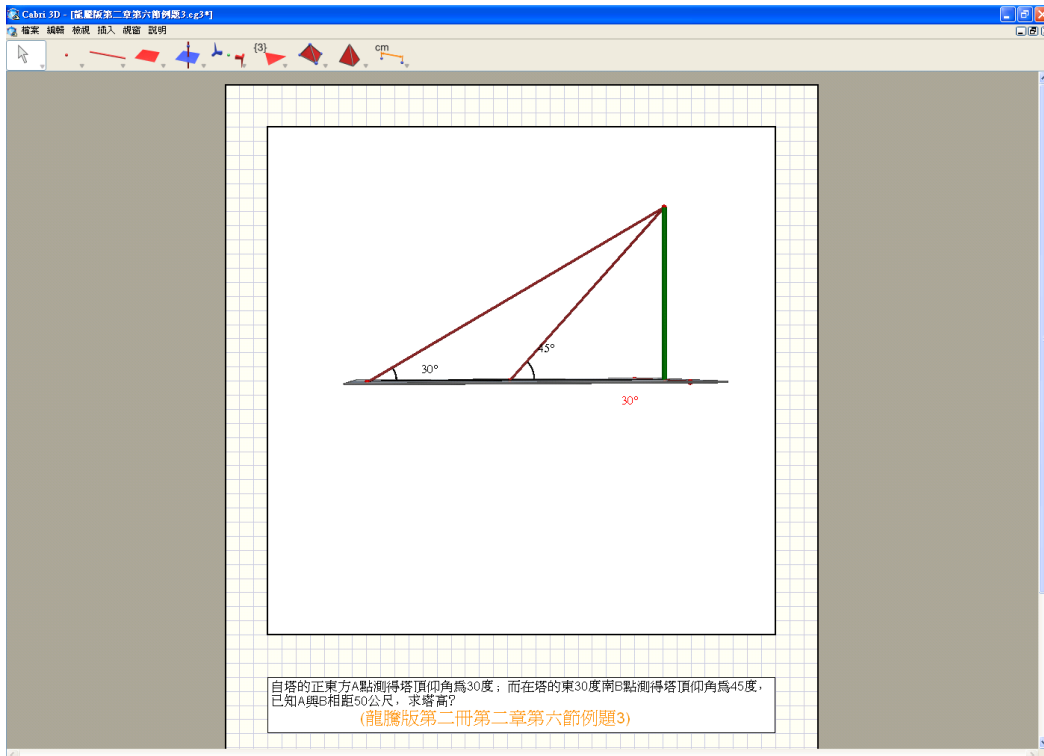 Cabri 3D - [龍騰版第二章第六節例題3.cg3*]
檔案 編輯 檢視 插入 視窗 說明
{3}
cm
45°
30°
30°
自塔的正東方A點測得塔頂仰角為30度；而在塔的東30度南B點測得塔頂仰角為45度，
已知A與B相距50公尺，求塔高?
(龍騰版第二冊第二章第六節例題3)